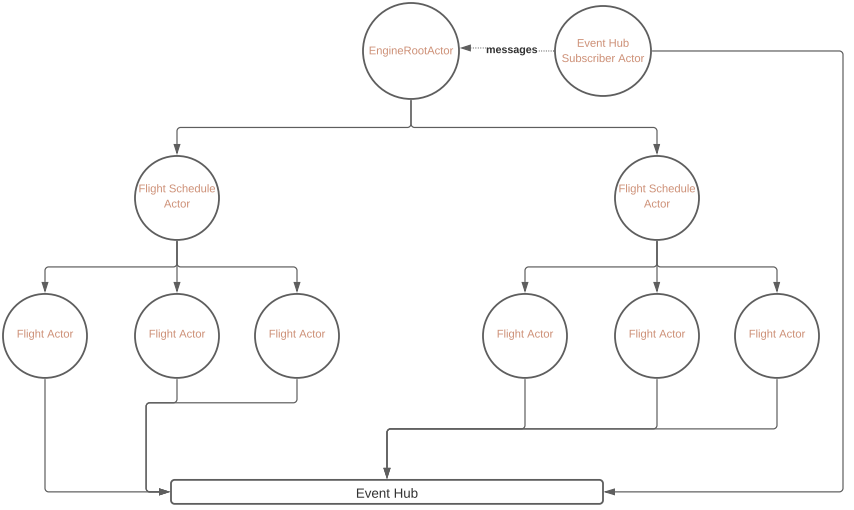 EngineRootActor
messages
Event Hub
Subscriber Actor
Flight Schedule
Actor
Flight Schedule
Actor
Flight Actor
Flight Actor
Flight Actor
Flight Actor
Flight Actor
Flight Actor
Event Hub